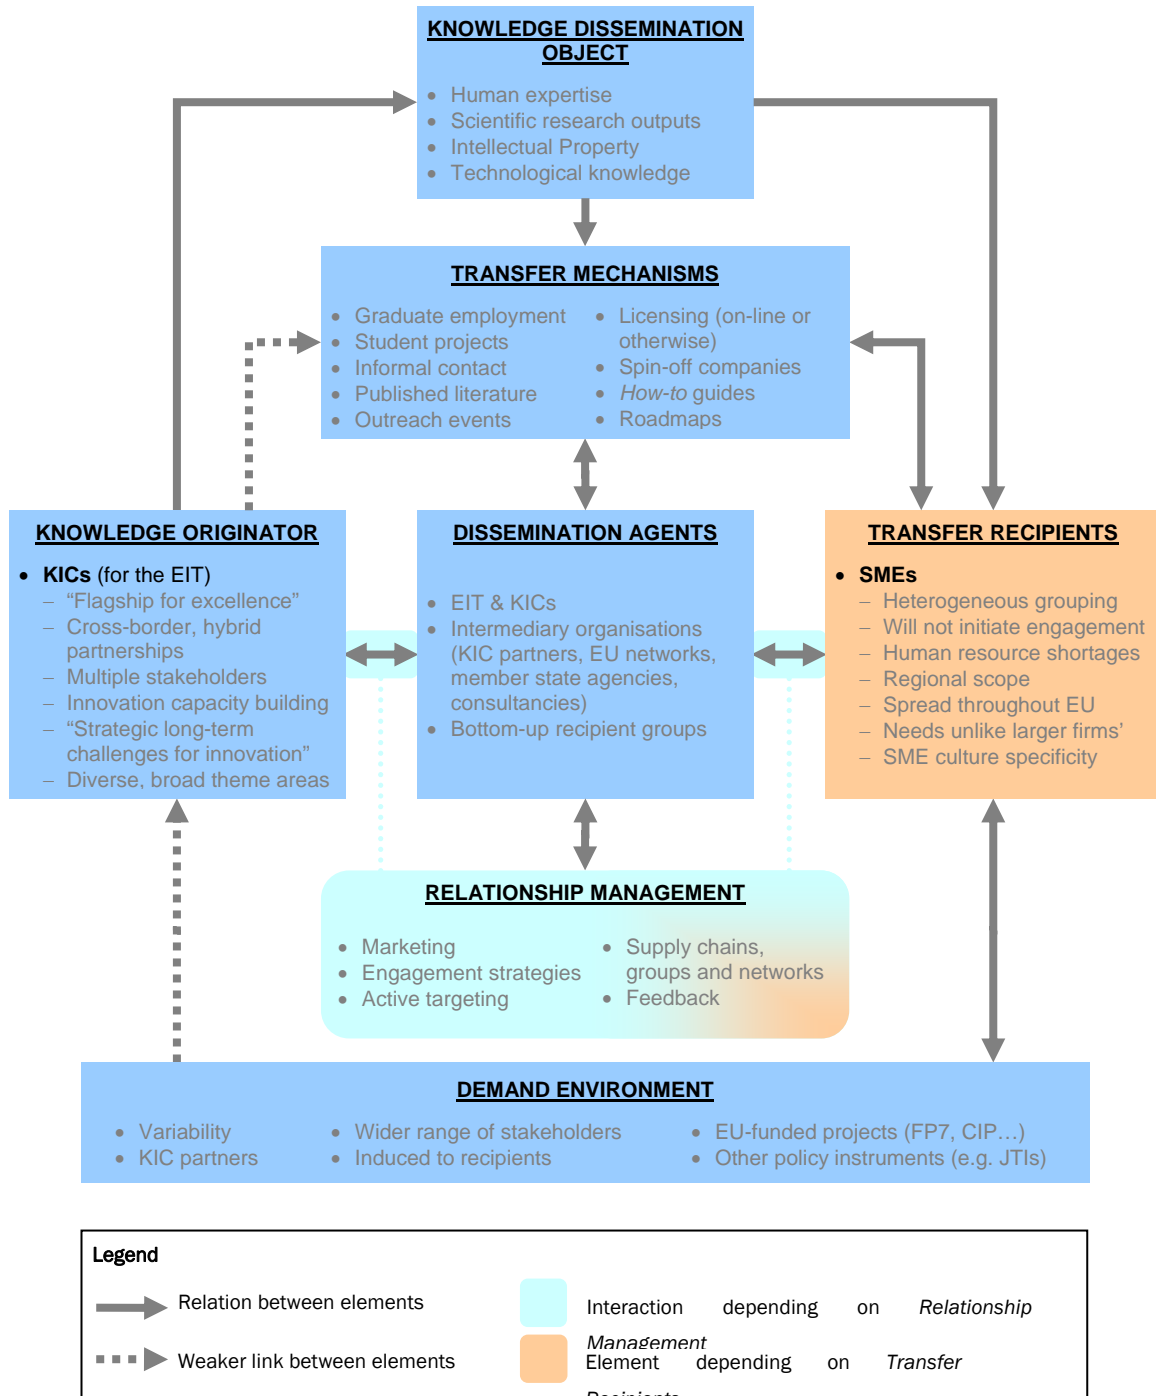 KNOWLEDGE DISSEMINATION
OBJECT
• Human expertise
• Scientific research outputs
• Intellectual Property
• Technological knowledge
TRANSFER MECHANISMS
• Graduate employment
• Student projects
• Informal contact
• Published literature
• Outreach events
• Licensing (on-line or
otherwise)
• Spin-off companies
• How-to guides
• Roadmaps
KNOWLEDGE ORIGINATOR
• KICs (for the EIT)
– “Flagship for excellence”
– Cross-border, hybrid
partnerships
– Multiple stakeholders
– Innovation capacity building
– “Strategic long-term
challenges for innovation”
– Diverse, broad theme areas
DISSEMINATION AGENTS
• EIT & KICs
• Intermediary organisations
(KIC partners, EU networks,
member state agencies,
consultancies)
• Bottom-up recipient groups
TRANSFER RECIPIENTS
• SMEs
– Heterogeneous grouping
– Will not initiate engagement
– Human resource shortages
– Regional scope
– Spread throughout EU
– Needs unlike larger firms’
– SME culture specificity
RELATIONSHIP MANAGEMENT
• Marketing
• Engagement strategies
• Active targeting
• Supply chains,
groups and networks
• Feedback
DEMAND ENVIRONMENT
• Variability
• KIC partners
• Wider range of stakeholders
• Induced to recipients
• EU-funded projects (FP7, CIP…)
• Other policy instruments (e.g. JTIs)
Legend
Relation between elements
Weaker link between elements
Interaction depending on Relationship
Management
Element depending on Transfer
Recipients